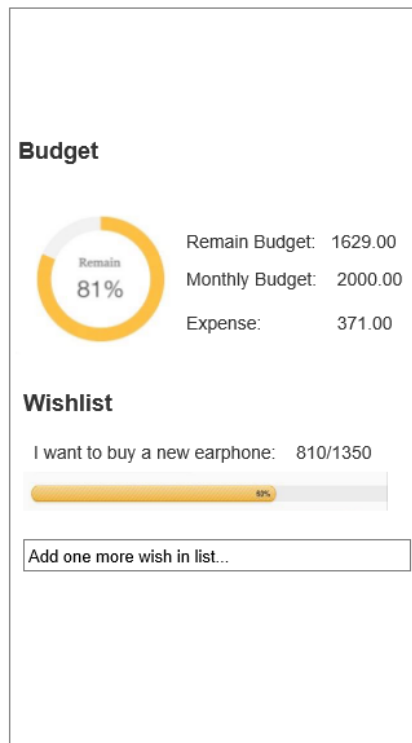 Budget
Remain
81%
Remain Budget: 1629.00
Monthly Budget: 2000.00
Expense: 371.00
Wishlist
I want to buy a new earphone: 810/1350
Add one more wish in list...